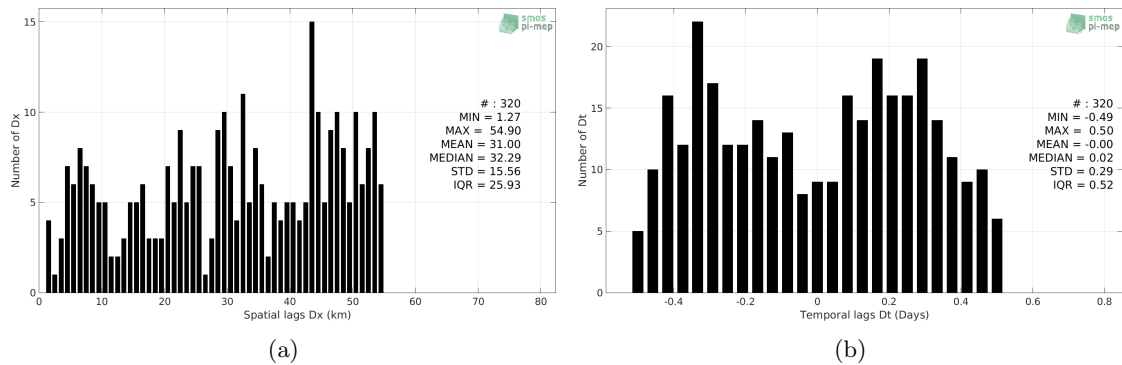 15
10
5
0
Number of Dx
0 10 20 30 40 50 60 70 80
Spatial lags Dx (km)
smos
pi-mep
# : 320
MIN = 1.27
MAX = 54.90
MEAN = 31.00
MEDIAN = 32.29
STD = 15.56
IQR = 25.93
(a)
20
15
10
5
0
Number of Dt
-0.4 -0.2 0 0.2 0.4 0.6 0.8
Temporal lags Dt (Days)
smos
pi-mep
# : 320
MIN = -0.49
MAX = 0.50
MEAN = -0.00
MEDIAN = 0.02
STD = 0.29
IQR = 0.52
(b)